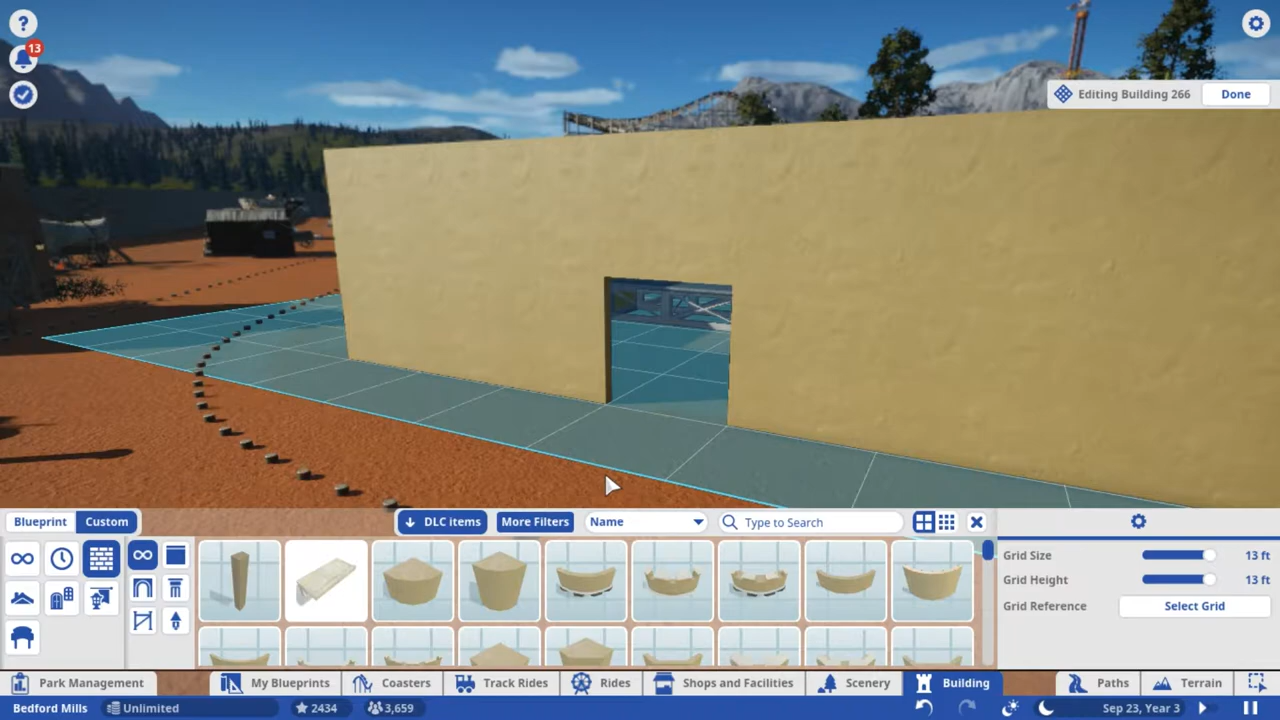 ?
13
Editing Building 266 Done
Blueprint Custom DLC items More Filters Name Type to Search
Grid Size 13 ft
Grid Height 13 ft
Grid Reference Select Grid
Park Management My Blueprints Coasters Track Rides Rides Shops and Facilities Scenery Building Paths Terrain
Bedford Mills Unlimited 2434 3,659 Sep 23, Year 3